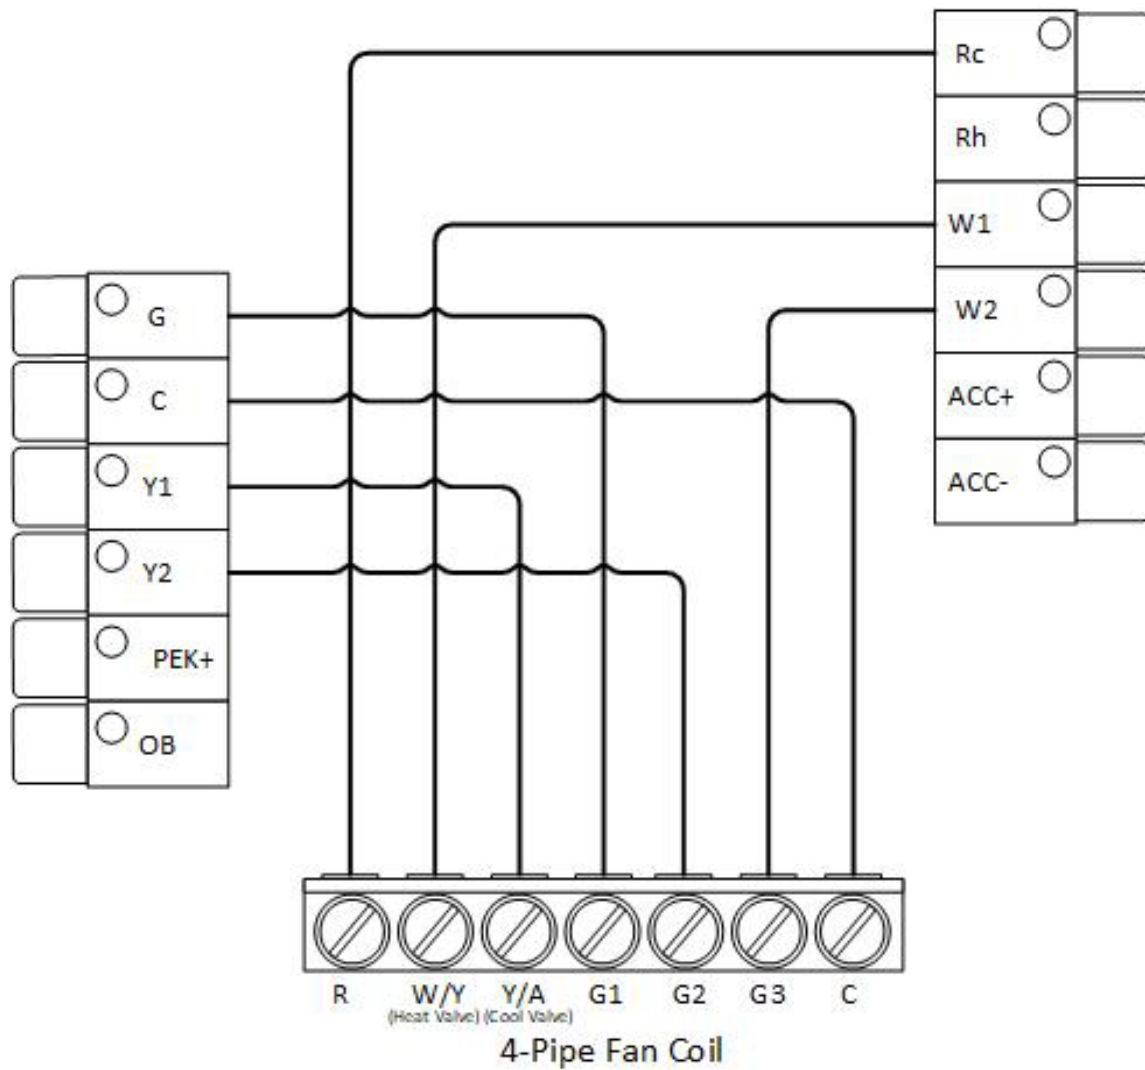 Rc
Rh
W1
W2
ACC+
ACC-
G
C
Y1
Y2
PEK+
OB
R W/Y Y/A G1 G2 G3 C
(Heat Valve) (Cool Valve)
4-Pipe Fan Coil